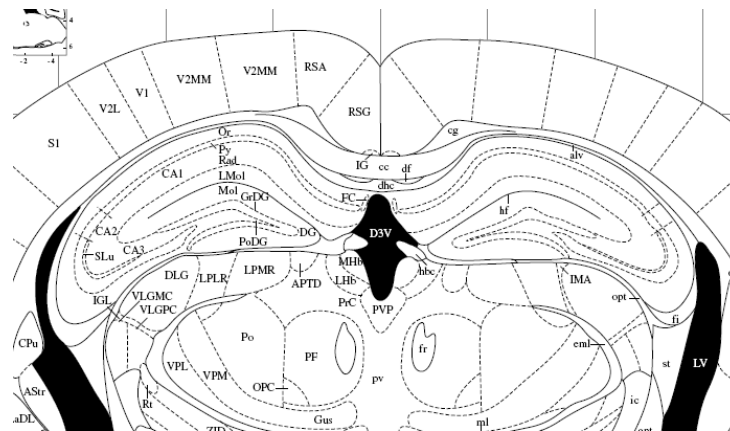 4
6
-2 -4
S1
V2L
V1
V2MM
V2MM
RSA
RSG
cg
Or
Py
Rad
LMol
Mol
CA1
GrDG
IG
cc
df
dhc
alv
FC
hf
CA2
CA3
SLu
PoDG
DG
D3V
DLG
LPLR
LPMR
APTD
MHb
LHb
hbc
PrC
PVP
IMA
opt
IGL
VLGMC
VLGPC
fi
CPu
Po
PF
fr
eml
VPL
VPM
OPC
pv
st
LV
AStr
Rt
ic
aDL
Gus
ml
ZID
opt